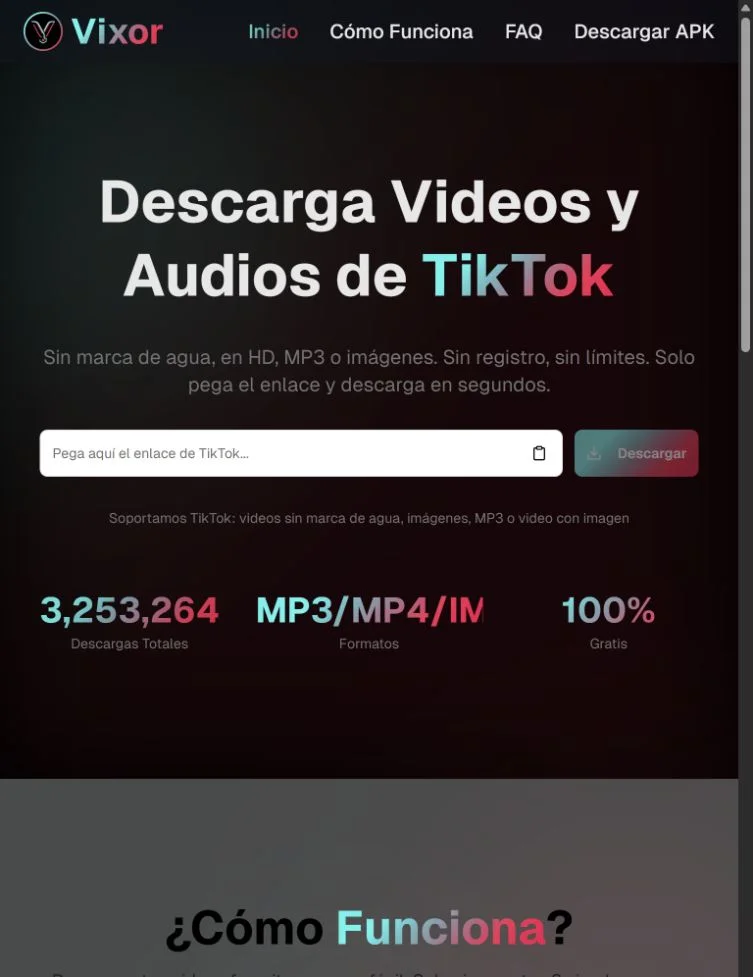 Vixor
Inicio
Cómo Funciona
FAQ
Descargar APK
Descarga Videos y
Audios de TikTok
Sin marca de agua, en HD, MP3 o imágenes. Sin registro, sin límites. Solo
pega el enlace y descarga en segundos.
Pega aquí el enlace de TikTok...
Descargar
Soportamos TikTok: videos sin marca de agua, imágenes, MP3 o video con imagen
3,253,264
Descargas Totales
MP3/MP4/IM
Formatos
100%
Gratis
¿Cómo Funciona?